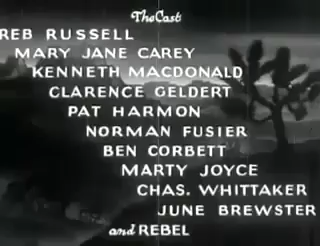 The Cast
REB RUSSELL
MARY JANE CAREY
KENNETH MACDONALD
CLARENCE GELDERT
PAT HARMON
NORMAN FUSIER
BEN CORBETT
MARTY JOYCE
CHAS. WHITTAKER
JUNE BREWSTER
and REBEL